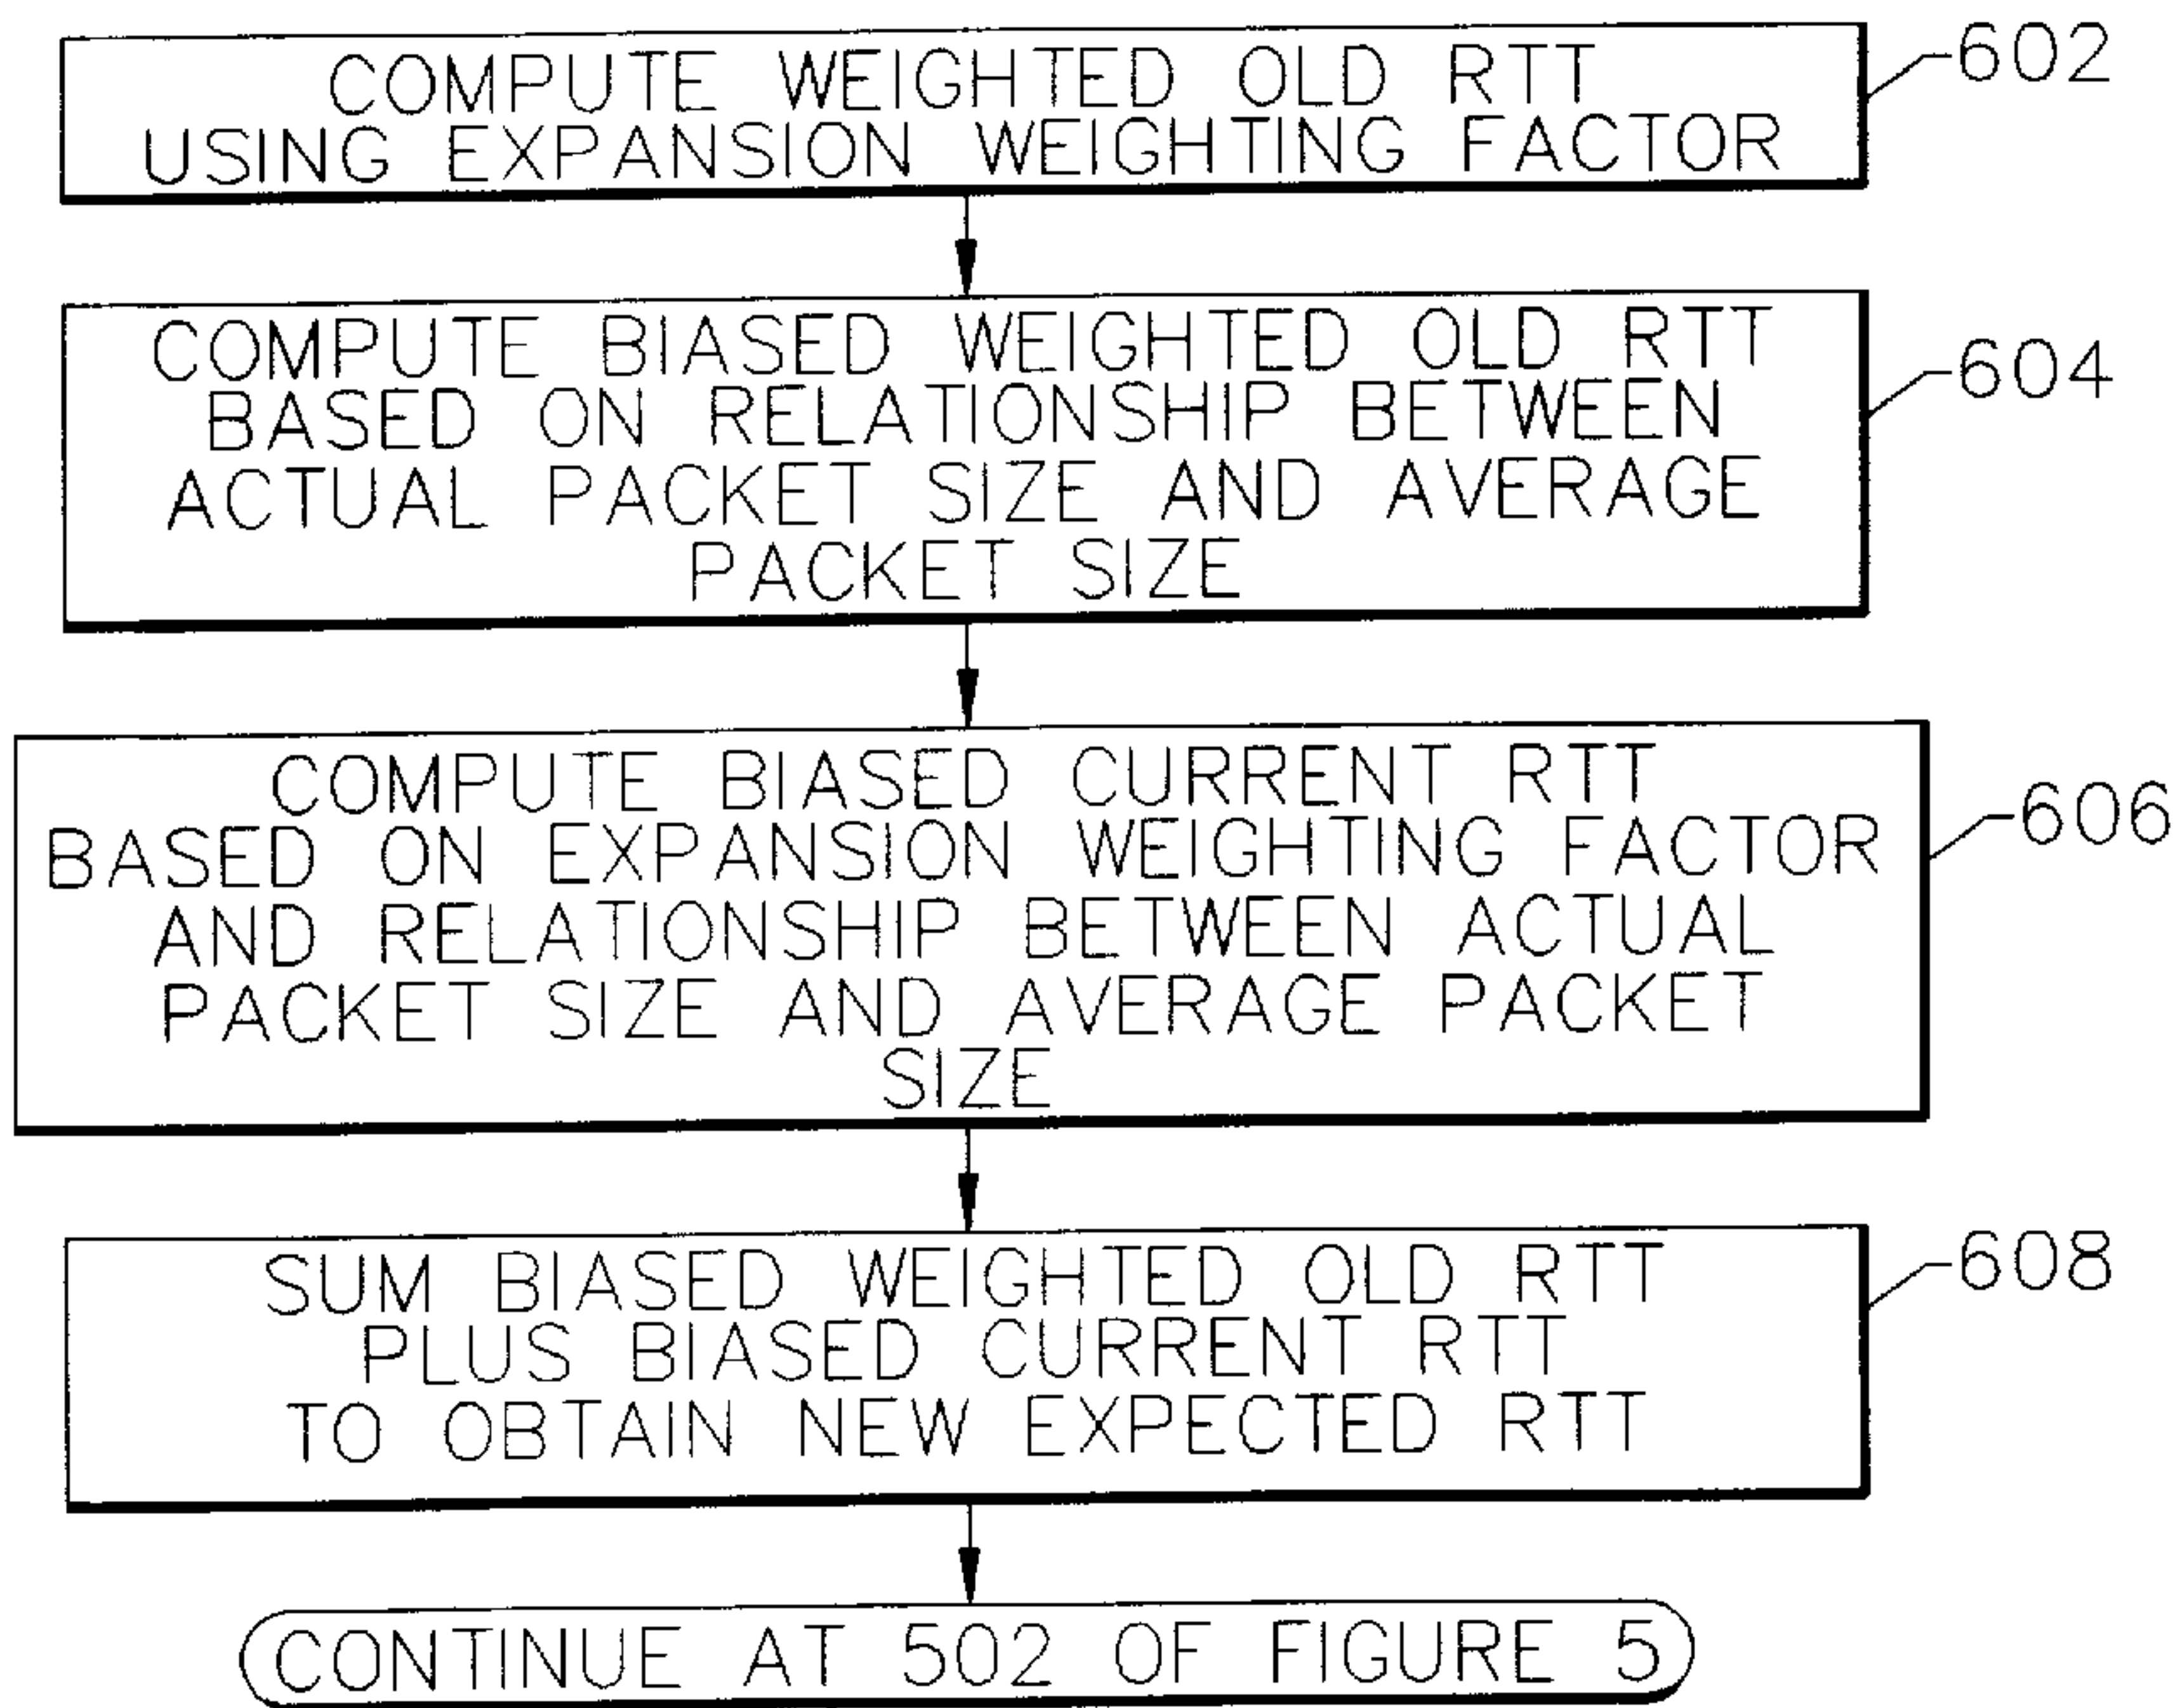 COMPUTE WEIGHTED OLD RTT
USING EXPANSION WEIGHTING FACTOR
602
COMPUTE BIASED WEIGHTED OLD RTT
BASED ON RELATIONSHIP BETWEEN
ACTUAL PACKET SIZE AND AVERAGE
PACKET SIZE
604
COMPUTE BIASED CURRENT RTT
BASED ON EXPANSION WEIGHTING FACTOR
AND RELATIONSHIP BETWEEN ACTUAL
PACKET SIZE AND AVERAGE PACKET
SIZE
606
SUM BIASED WEIGHTED OLD RTT
PLUS BIASED CURRENT RTT
TO OBTAIN NEW EXPECTED RTT
608
CONTINUE AT 502 OF FIGURE 5